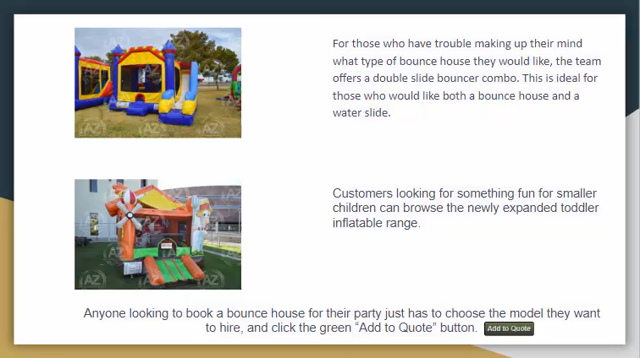 For those who have trouble making up their mind
what type of bounce house they would like, the team
offers a double slide bouncer combo. This is ideal for
those who would like both a bounce house and a
water slide.
AZ
Customers looking for something fun for smaller
children can browse the newly expanded toddler
inflatable range.
AZ
Anyone looking to book a bounce house for their party just has to choose the model they want
to hire, and click the green “Add to Quote” button. Add to Quote